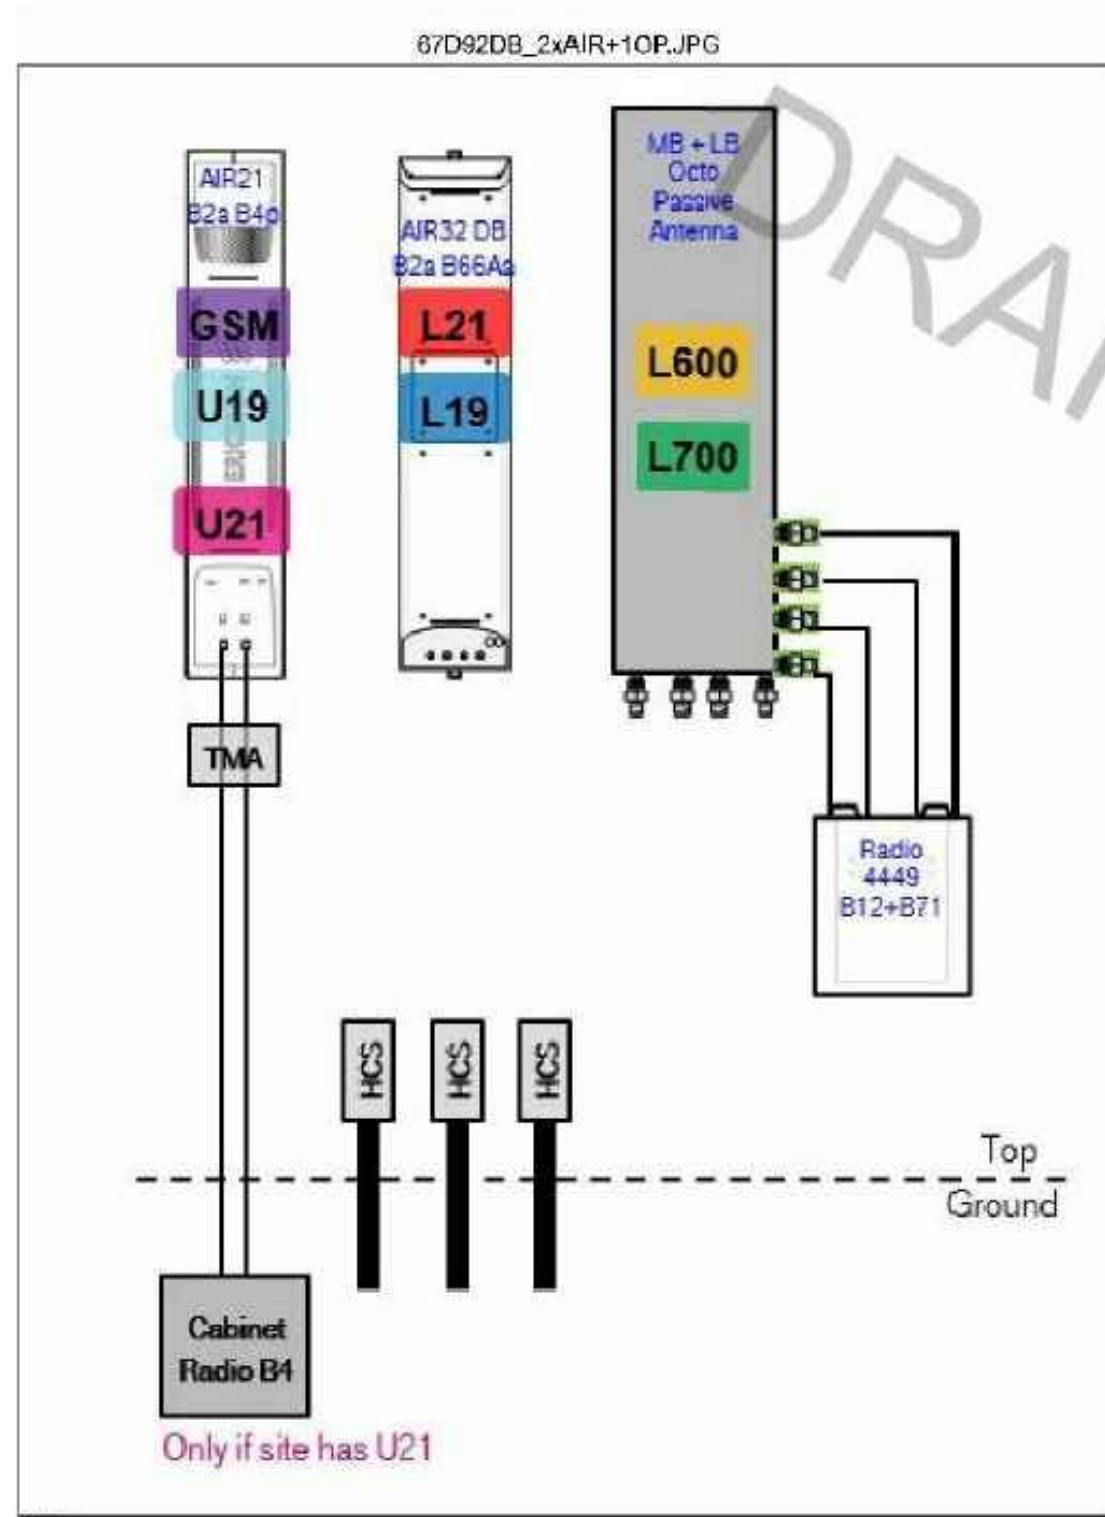 67D92DB_2xAIR+1OP.JPG
AIR21
B2a B4p
GSM
U19
U21
TMA
AIR32 DB
B2a B66Aa
L21
L19
MB + LB
Octo
Passive
Antenna
L600
L700
Radio
4449
B12+B71
HCS
HCS
HCS
Top
Ground
Cabinet
Radio B4
Only if site has U21